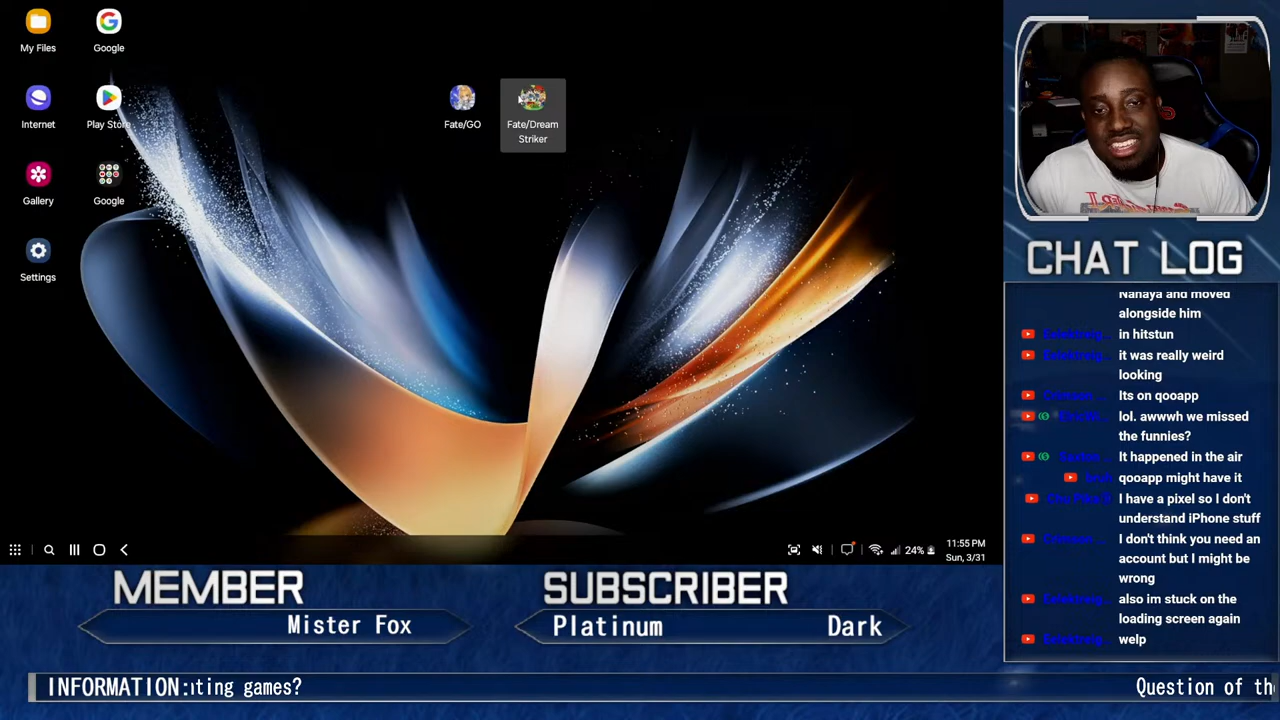 My Files
Google
Internet
Play Store
Gallery
Google
Settings
Fate/GO
Fate/Dream
Striker
11:55 PM
24%
Sun, 3/31
CHAT LOG
Nanaya and moved
alongside him
in hitstun
it was really weird
looking
Its on qooapp
lol. awwwh we missed
the funnies?
It happened in the air
qooapp might have it
I have a pixel so I don't
understand iPhone stuff
I don't think you need an
account but I might be
wrong
also im stuck on the
loading screen again
welp
MEMBER
Mister Fox
SUBSCRIBER
Platinum Dark
INFORMATION: ting games?
Question of th